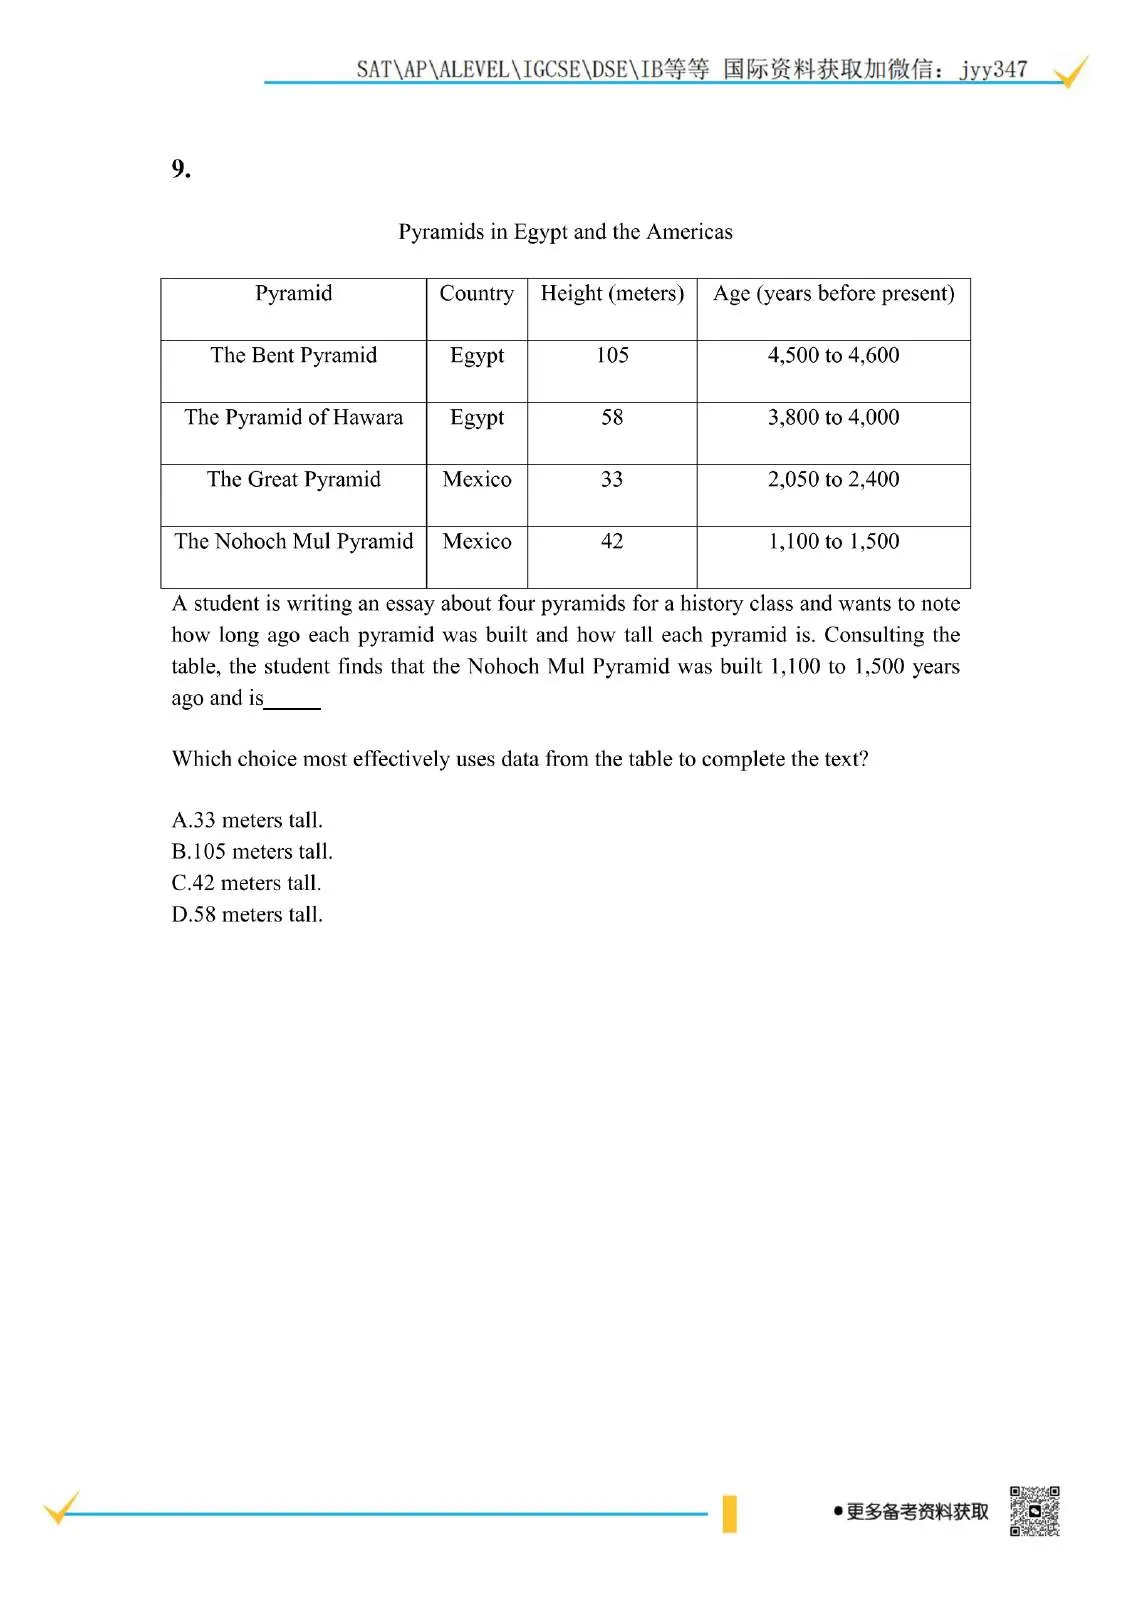 SAT\AP\ALEVEL\IGCSE\DSE\IB等等 国际资料获取加微信：jyy347
9.
Pyramids in Egypt and the Americas
Pyramid Country Height (meters) Age (years before present)
The Bent Pyramid Egypt 105 4,500 to 4,600
The Pyramid of Hawara Egypt 58 3,800 to 4,000
The Great Pyramid Mexico 33 2,050 to 2,400
The Nohoch Mul Pyramid Mexico 42 1,100 to 1,500
A student is writing an essay about four pyramids for a history class and wants to note
how long ago each pyramid was built and how tall each pyramid is. Consulting the
table, the student finds that the Nohoch Mul Pyramid was built 1,100 to 1,500 years
ago and is_____
Which choice most effectively uses data from the table to complete the text?
A.33 meters tall.
B.105 meters tall.
C.42 meters tall.
D.58 meters tall.
•更多备考资料获取